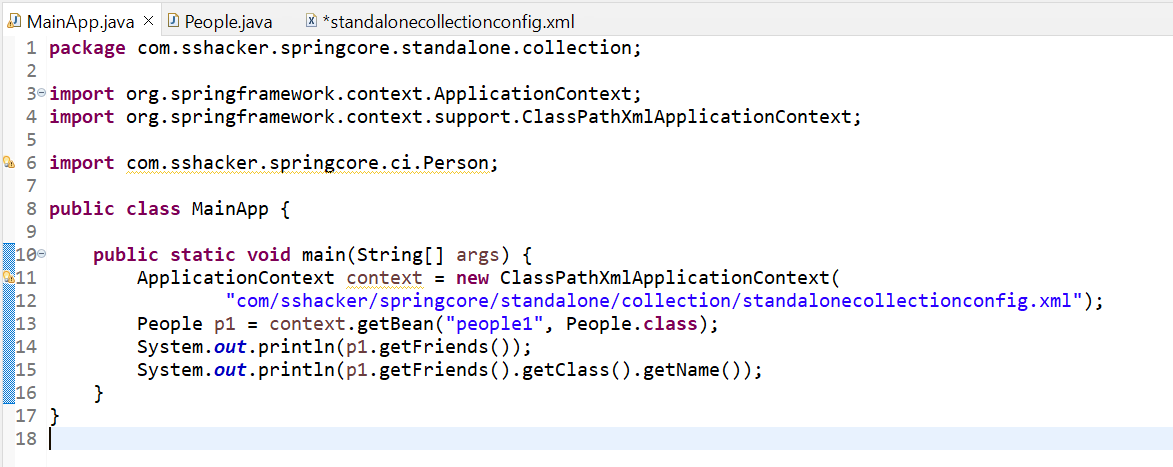 MainApp.java People.java *standalonecollectionconfig.xml
1 package com.sshacker.springcore.standalone.collection;
2
3 import org.springframework.context.ApplicationContext;
4 import org.springframework.context.support.ClassPathXmlApplicationContext;
5
6 import com.sshacker.springcore.ci.Person;
7
8 public class MainApp {
9
10 public static void main(String[] args) {
11 ApplicationContext context = new ClassPathXmlApplicationContext(
12 "com/sshacker/springcore/standalone/collection/standalonecollectionconfig.xml");
13 People p1 = context.getBean("people1", People.class);
14 System.out.println(p1.getFriends());
15 System.out.println(p1.getFriends().getClass().getName());
16 }
17 }
18